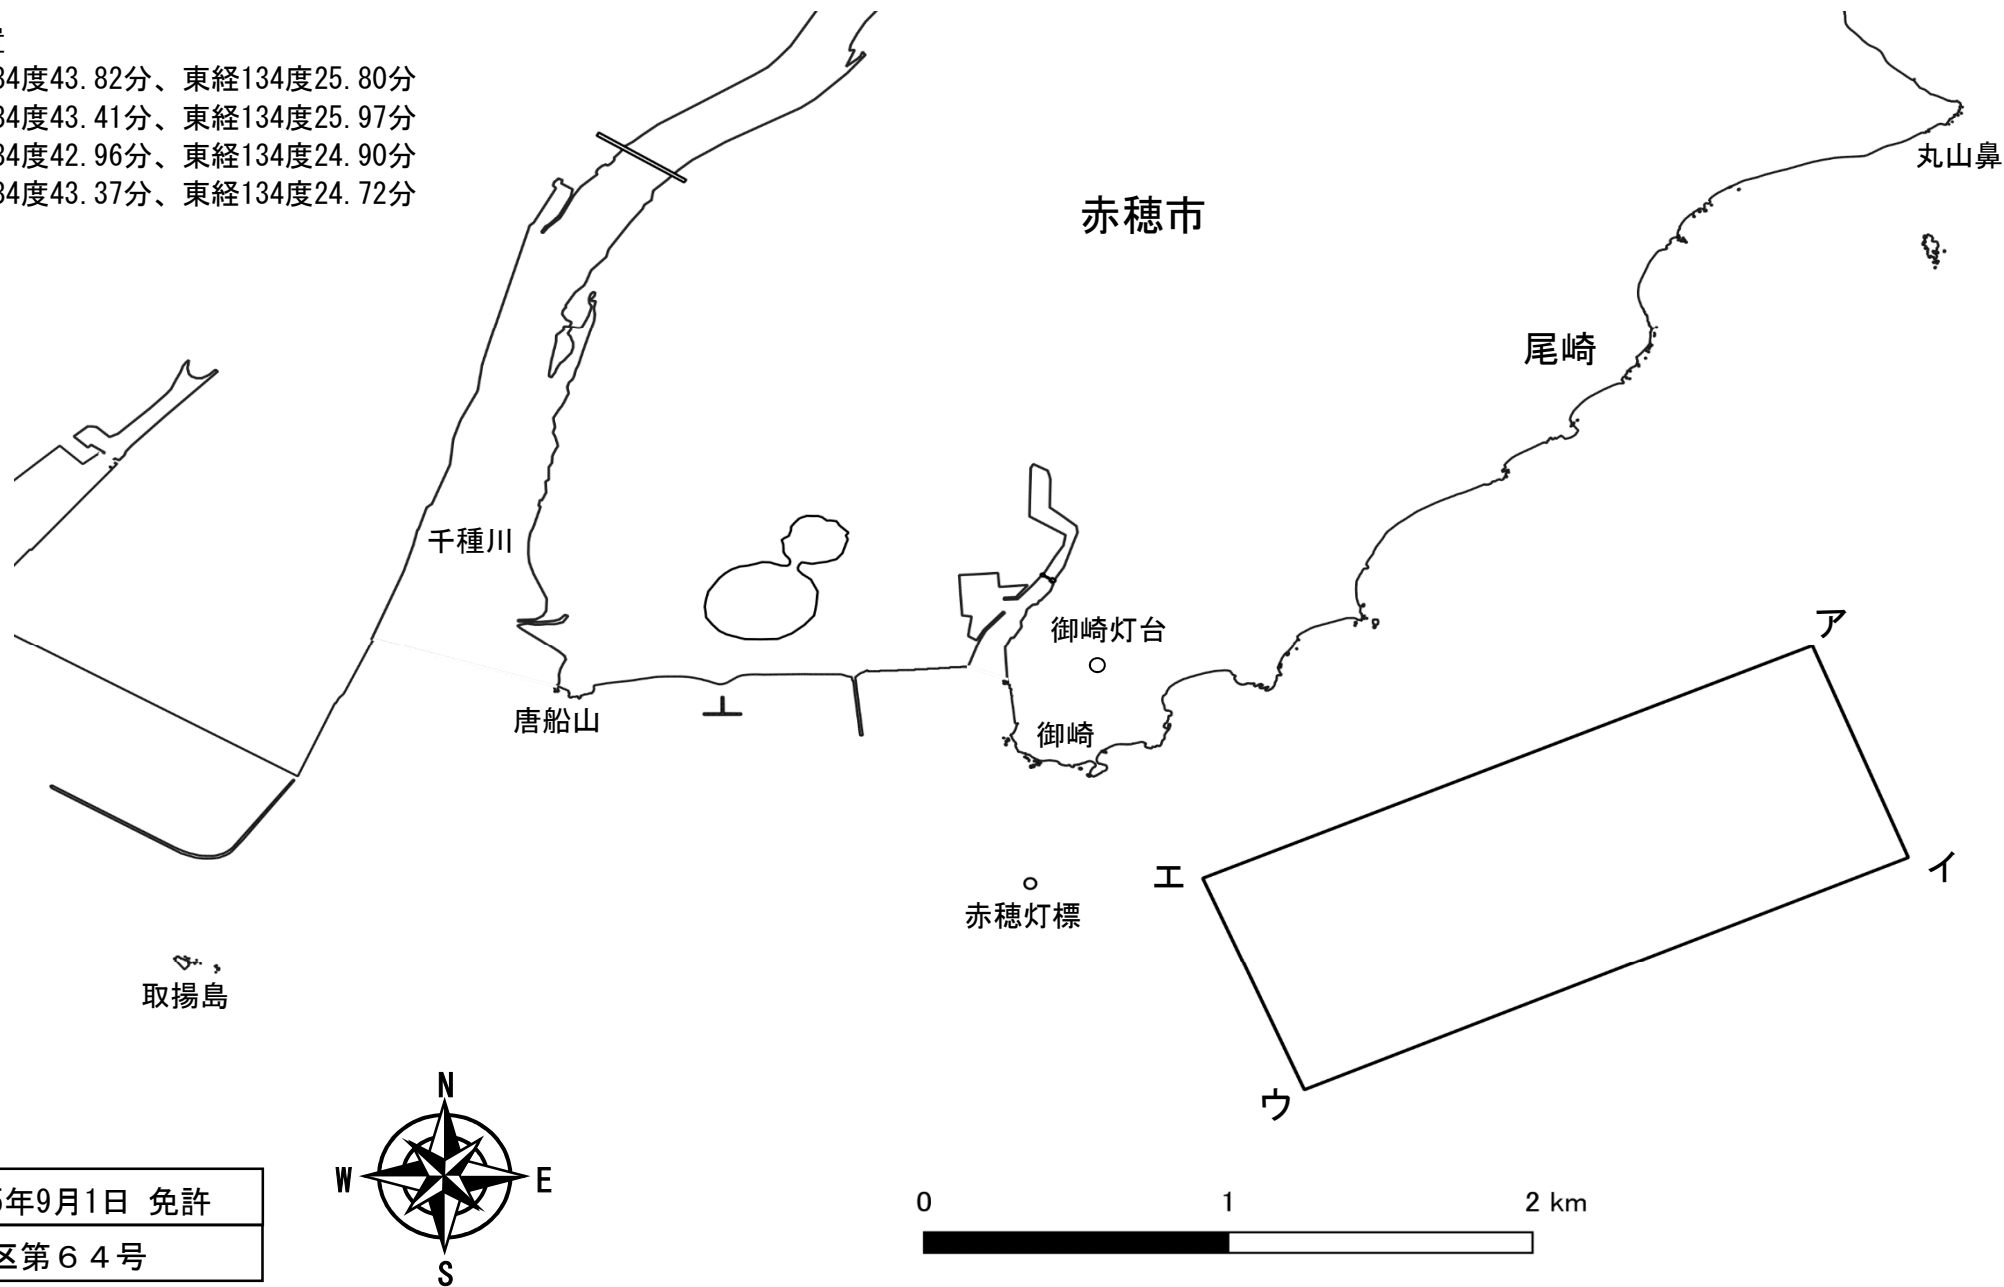 34度43.82分、東経134度25.80分
34度43.41分、東経134度25.97分
34度42.96分、東経134度24.90分
34度43.37分、東経134度24.72分
丸山鼻
赤穂市
尾崎
千種川
御崎灯台
ア
唐船山
御崎
エ
イ
赤穂灯標
取揚島
ウ
N
W
E
S
年9月1日 免許
区第６４号
0 1 2 km